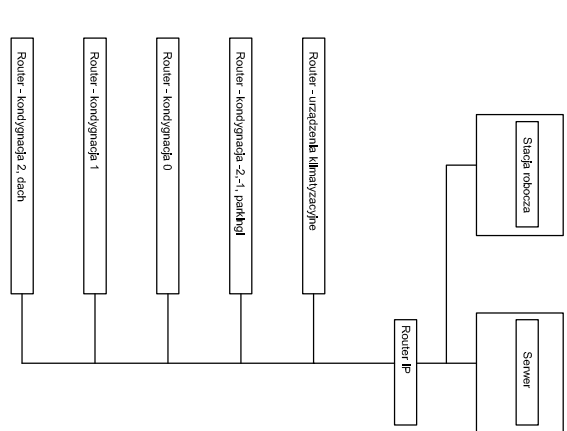 Stacja robocza
Serwer
Router IP
Router - urządzenia klimatyzacyjne
Router - kondygnacja -2,-1, parkingi
Router - kondygnacja 0
Router - kondygnacja 1
Router - kondygnacja 2, dach